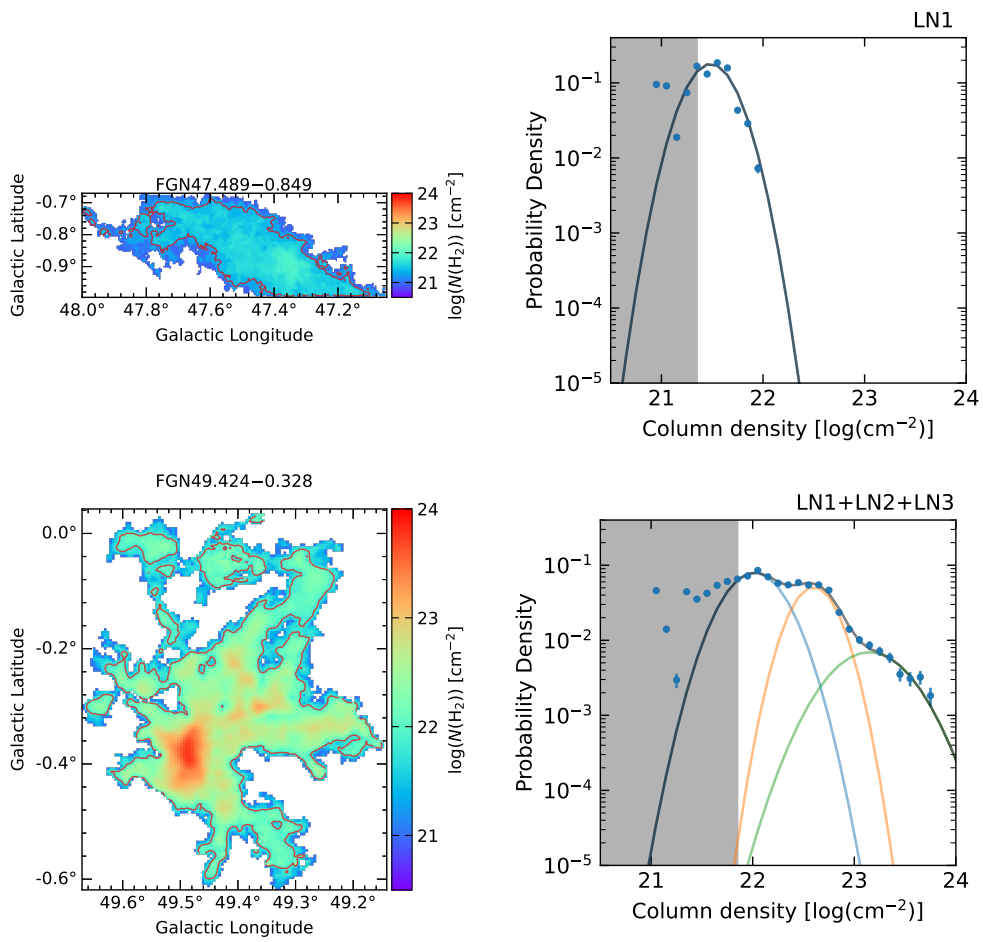 LN1
FGN47.489−0.849
Galactic Latitude
-0.7°
-0.8°
-0.9°
48.0° 47.8° 47.6° 47.4° 47.2°
Galactic Longitude
24
23
22
21
log(N(H₂)) [cm⁻²]
Probability Density
10⁻¹
10⁻²
10⁻³
10⁻⁴
10⁻⁵
21 22 23 24
Column density [log(cm⁻²)]
FGN49.424−0.328
Galactic Latitude
0.0°
-0.2°
-0.4°
-0.6°
49.6° 49.5° 49.4° 49.3° 49.2°
Galactic Longitude
24
23
22
21
log(N(H₂)) [cm⁻²]
LN1+LN2+LN3
Probability Density
10⁻¹
10⁻²
10⁻³
10⁻⁴
10⁻⁵
21 22 23 24
Column density [log(cm⁻²)]